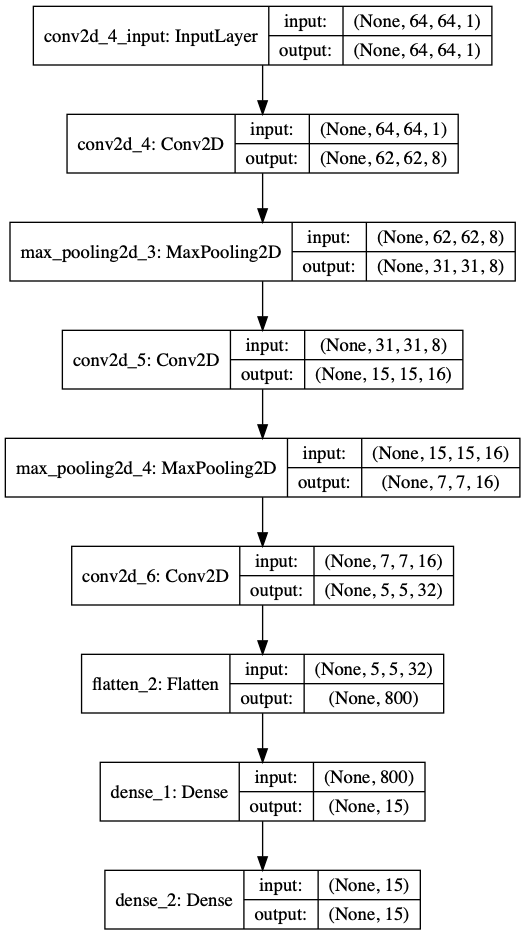 conv2d_4_input: InputLayer
input: (None, 64, 64, 1)
output: (None, 64, 64, 1)
conv2d_4: Conv2D
input: (None, 64, 64, 1)
output: (None, 62, 62, 8)
max_pooling2d_3: MaxPooling2D
input: (None, 62, 62, 8)
output: (None, 31, 31, 8)
conv2d_5: Conv2D
input: (None, 31, 31, 8)
output: (None, 15, 15, 16)
max_pooling2d_4: MaxPooling2D
input: (None, 15, 15, 16)
output: (None, 7, 7, 16)
conv2d_6: Conv2D
input: (None, 7, 7, 16)
output: (None, 5, 5, 32)
flatten_2: Flatten
input: (None, 5, 5, 32)
output: (None, 800)
dense_1: Dense
input: (None, 800)
output: (None, 15)
dense_2: Dense
input: (None, 15)
output: (None, 15)